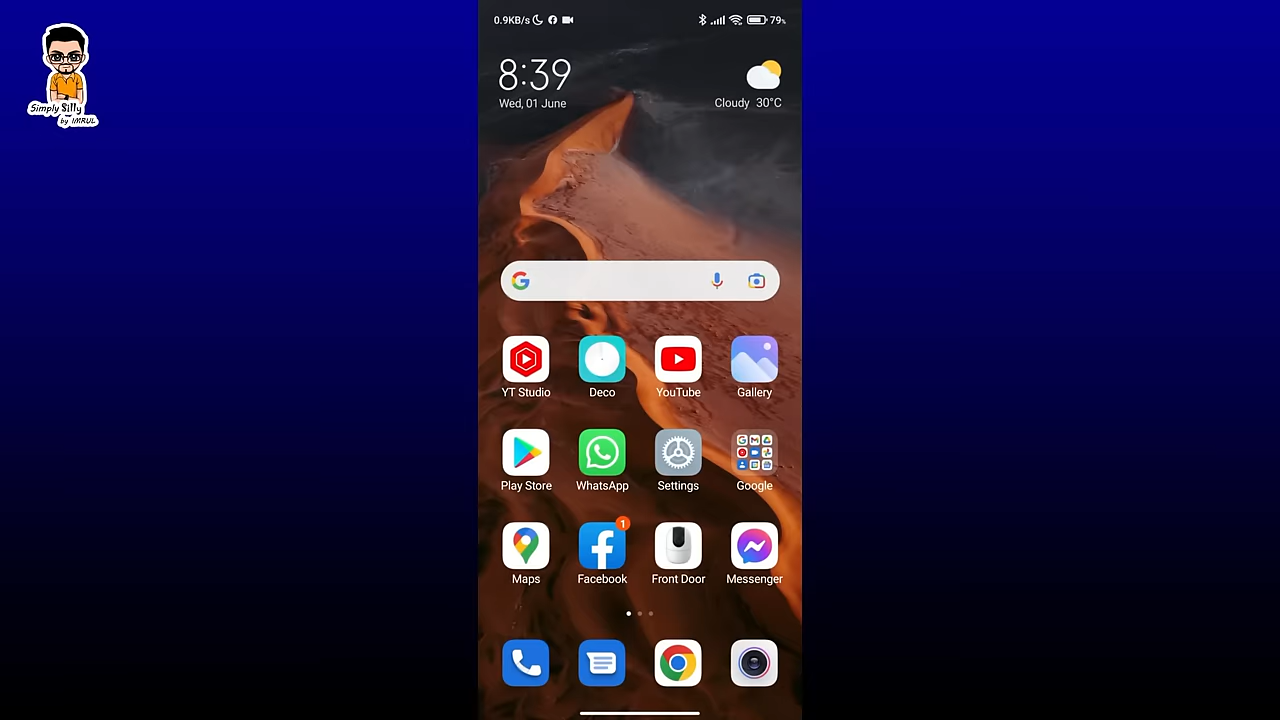 Simply Silly
by IMRUL
0.9KB/s
79%
8:39
Wed, 01 June
Cloudy 30°C
YT Studio
Deco
YouTube
Gallery
Play Store
WhatsApp
Settings
Google
Maps
1
Facebook
Front Door
Messenger